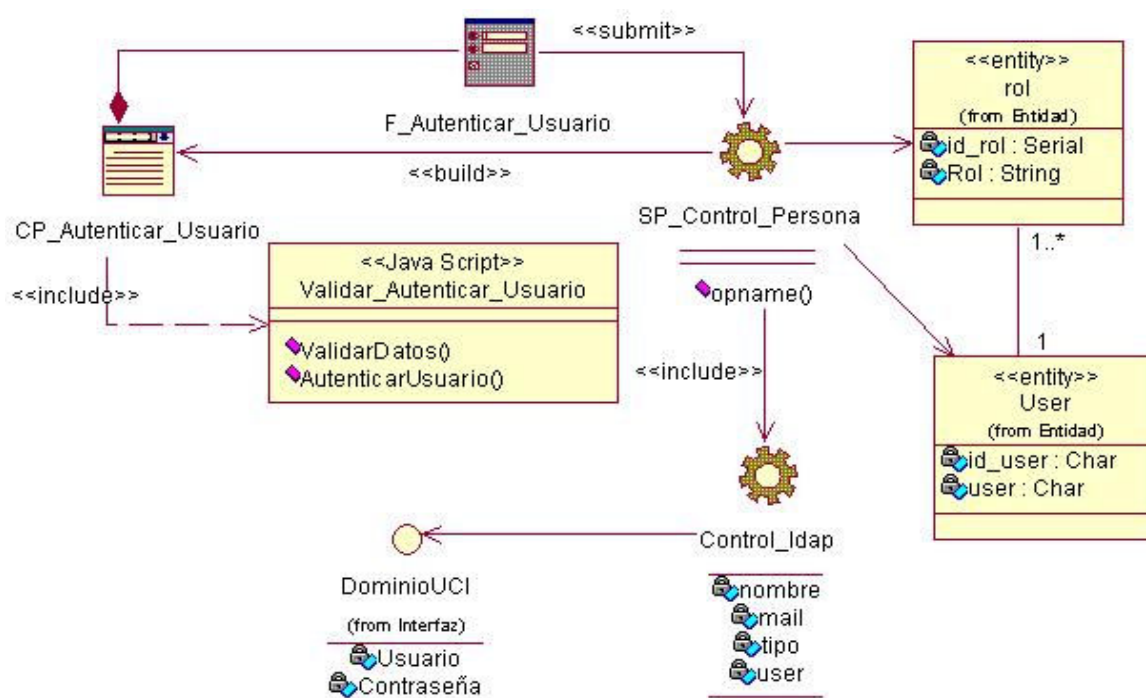 <<submit>>
F_Autenticar_Usuario
<<build>>
<<entity>>
rol
(from Entidad)
id_rol : Serial
Rol : String
CP_Autenticar_Usuario
<<include>>
<<Java Script>>
Validar_Autenticar_Usuario
ValidarDatos()
AutenticarUsuario()
SP_Control_Persona
opname()
<<include>>
1..*
1
<<entity>>
User
(from Entidad)
id_user : Char
user : Char
Control_ldap
nombre
mail
tipo
user
DominioUCI
(from Interfaz)
Usuario
Contraseña